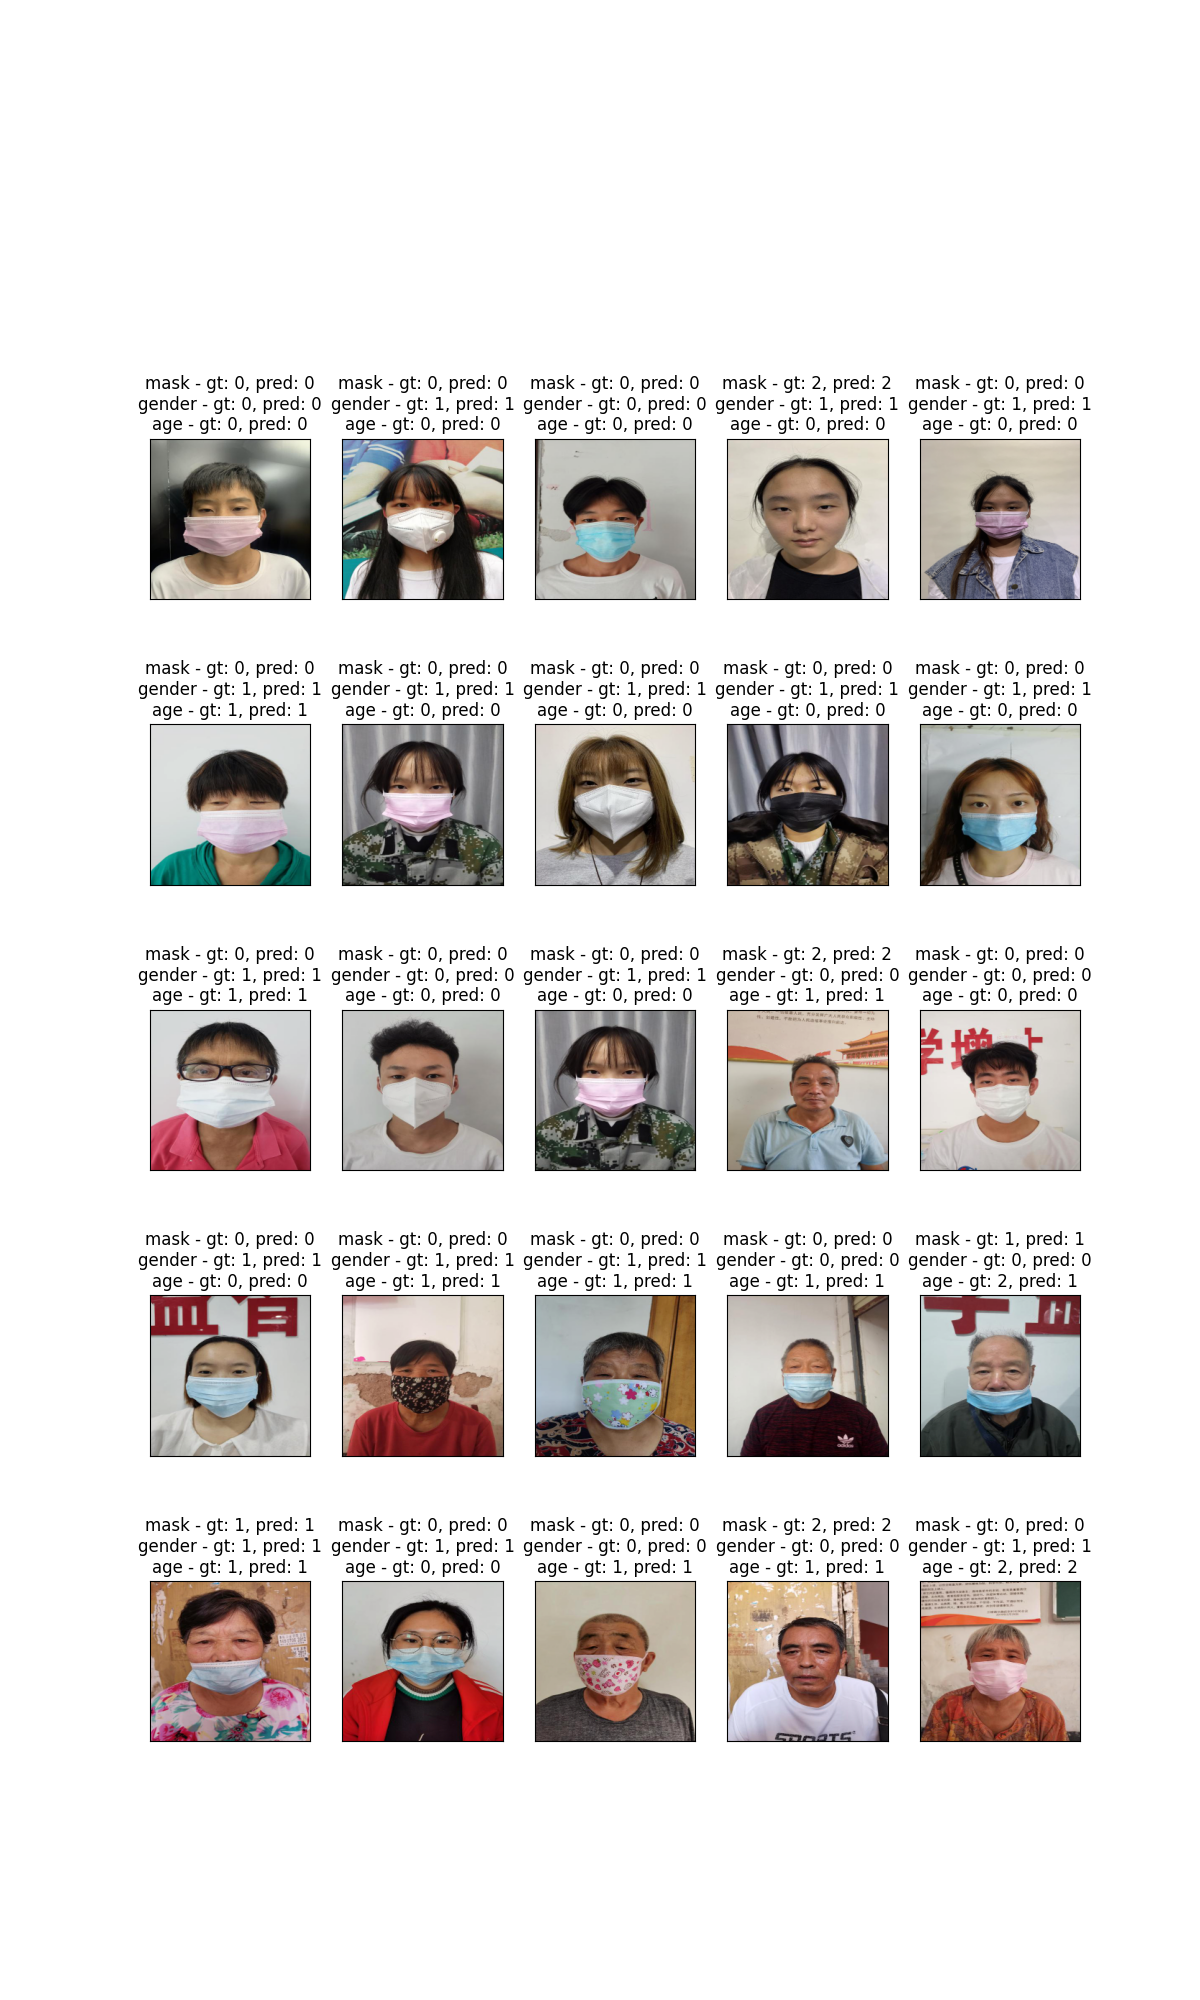 mask - gt: 0, pred: 0
gender - gt: 0, pred: 0
age - gt: 0, pred: 0
mask - gt: 0, pred: 0
gender - gt: 1, pred: 1
age - gt: 0, pred: 0
mask - gt: 0, pred: 0
gender - gt: 0, pred: 0
age - gt: 0, pred: 0
mask - gt: 2, pred: 2
gender - gt: 1, pred: 1
age - gt: 0, pred: 0
mask - gt: 0, pred: 0
gender - gt: 1, pred: 1
age - gt: 0, pred: 0
mask - gt: 0, pred: 0
gender - gt: 1, pred: 1
age - gt: 1, pred: 1
mask - gt: 0, pred: 0
gender - gt: 1, pred: 1
age - gt: 0, pred: 0
mask - gt: 0, pred: 0
gender - gt: 1, pred: 1
age - gt: 0, pred: 0
mask - gt: 0, pred: 0
gender - gt: 1, pred: 1
age - gt: 0, pred: 0
mask - gt: 0, pred: 0
gender - gt: 1, pred: 1
age - gt: 0, pred: 0
mask - gt: 0, pred: 0
gender - gt: 1, pred: 1
age - gt: 1, pred: 1
mask - gt: 0, pred: 0
gender - gt: 0, pred: 0
age - gt: 0, pred: 0
mask - gt: 0, pred: 0
gender - gt: 1, pred: 1
age - gt: 0, pred: 0
mask - gt: 2, pred: 2
gender - gt: 0, pred: 0
age - gt: 1, pred: 1
mask - gt: 0, pred: 0
gender - gt: 0, pred: 0
age - gt: 0, pred: 0
学增
mask - gt: 0, pred: 0
gender - gt: 1, pred: 1
age - gt: 0, pred: 0
mask - gt: 0, pred: 0
gender - gt: 1, pred: 1
age - gt: 1, pred: 1
mask - gt: 0, pred: 0
gender - gt: 1, pred: 1
age - gt: 1, pred: 1
mask - gt: 0, pred: 0
gender - gt: 0, pred: 0
age - gt: 1, pred: 1
adidas
mask - gt: 1, pred: 1
gender - gt: 0, pred: 0
age - gt: 2, pred: 1
mask - gt: 1, pred: 1
gender - gt: 1, pred: 1
age - gt: 1, pred: 1
mask - gt: 0, pred: 0
gender - gt: 1, pred: 1
age - gt: 0, pred: 0
mask - gt: 0, pred: 0
gender - gt: 0, pred: 0
age - gt: 1, pred: 1
mask - gt: 2, pred: 2
gender - gt: 0, pred: 0
age - gt: 1, pred: 1
SPORTS
mask - gt: 0, pred: 0
gender - gt: 1, pred: 1
age - gt: 2, pred: 2